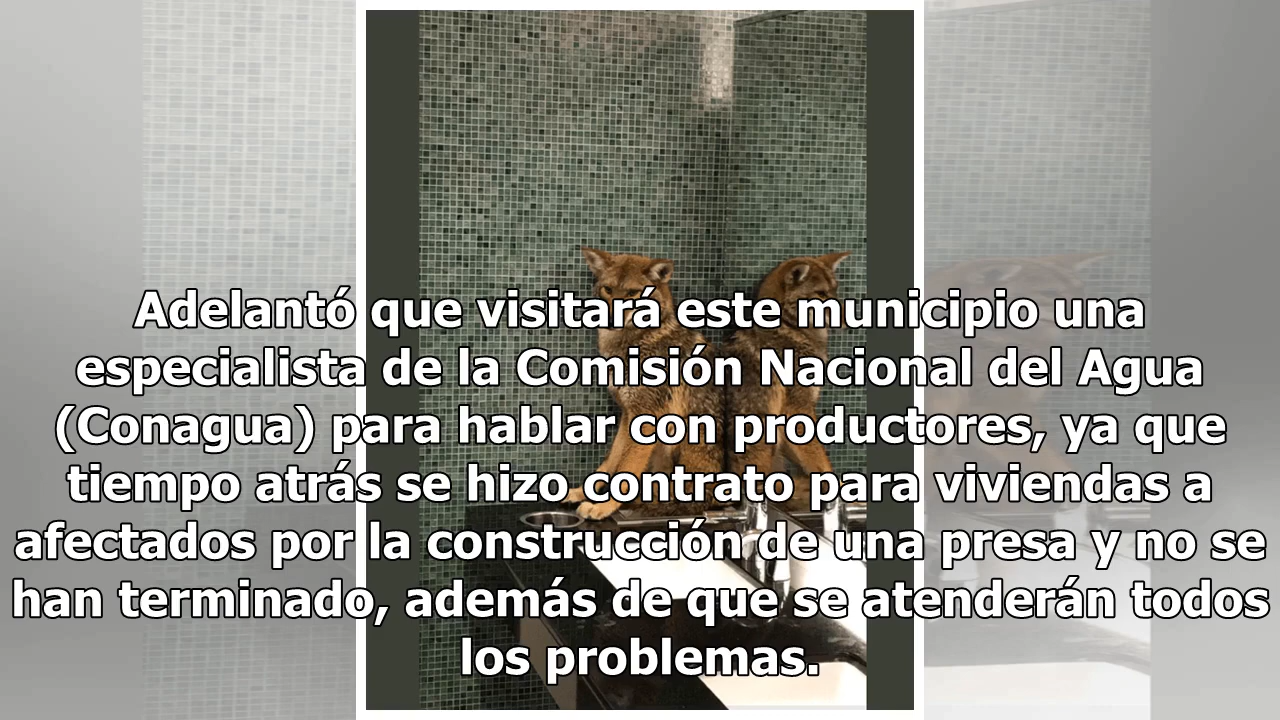 Adelantó que visitará este municipio una
especialista de la Comisión Nacional del Agua
(Conagua) para hablar con productores, ya que
tiempo atrás se hizo contrato para viviendas a
afectados por la construcción de una presa y no se
han terminado, además de que se atenderán todos
los problemas.